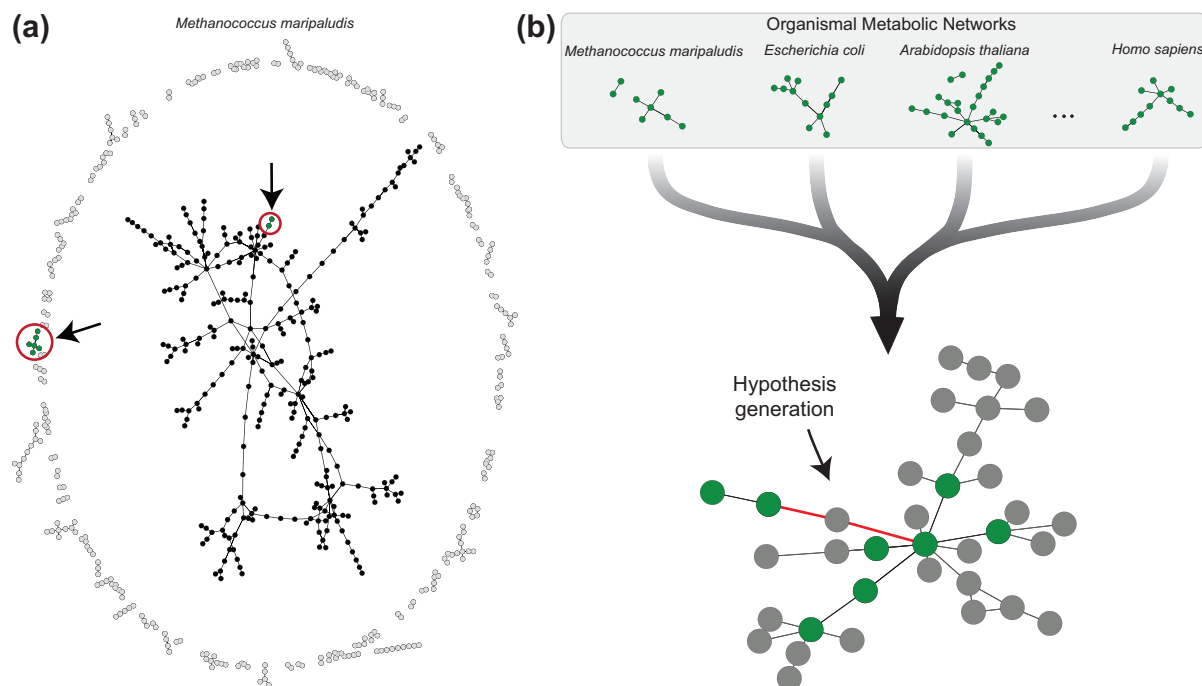 (a)
Methanococcus maripaludis
(b)
Organismal Metabolic Networks
Methanococcus maripaludis
Escherichia coli
Arabidopsis thaliana
Homo sapiens
...
Hypothesis
generation